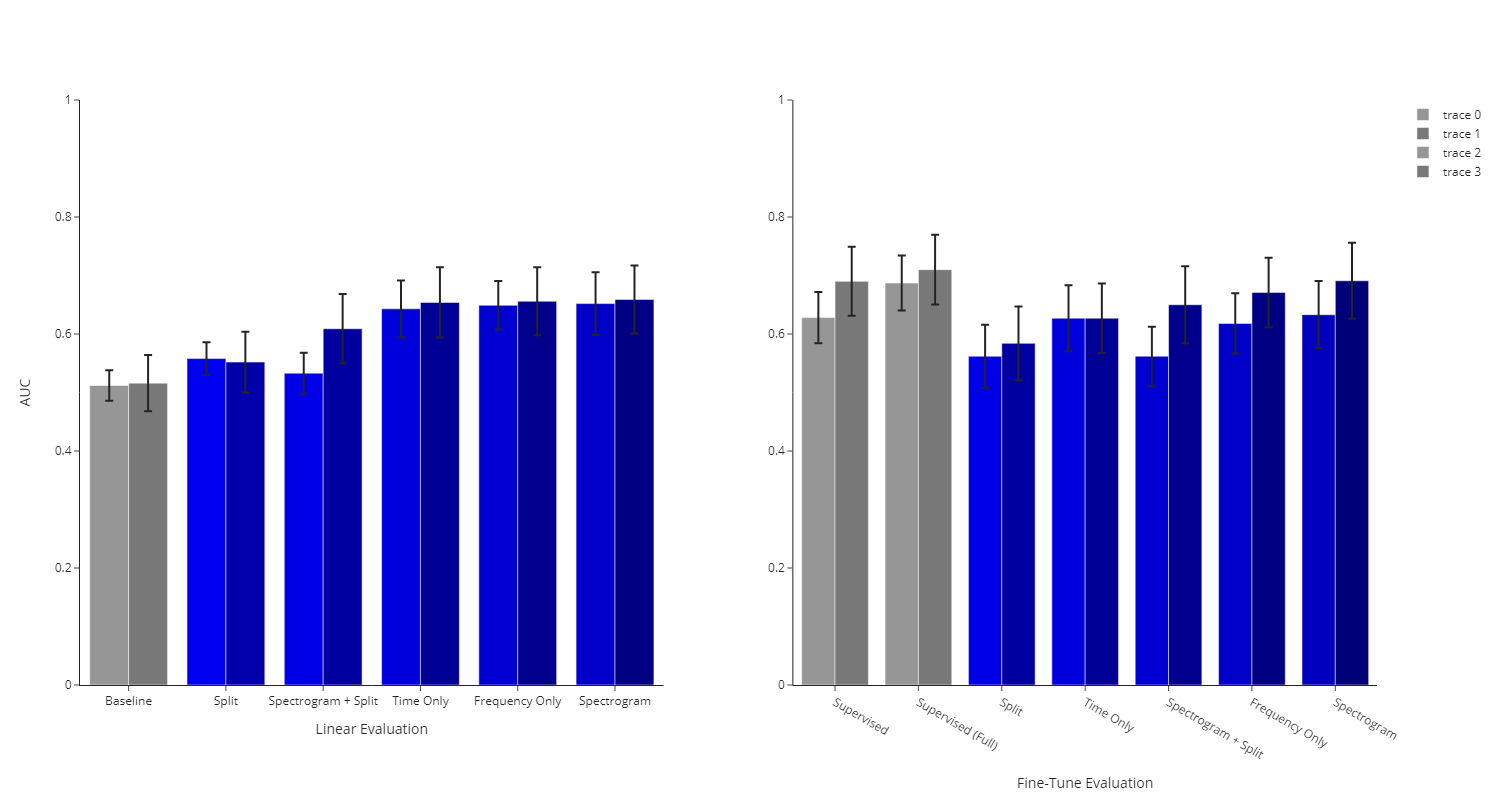 AUC
1
0.8
0.6
0.4
0.2
0
Baseline
Split
Spectrogram + Split
Time Only
Frequency Only
Spectrogram
Linear Evaluation
1
0.8
0.6
0.4
0.2
0
Supervised
Supervised (Full)
Split
Time Only
Spectrogram + Split
Frequency Only
Spectrogram
Fine-Tune Evaluation
trace 0
trace 1
trace 2
trace 3